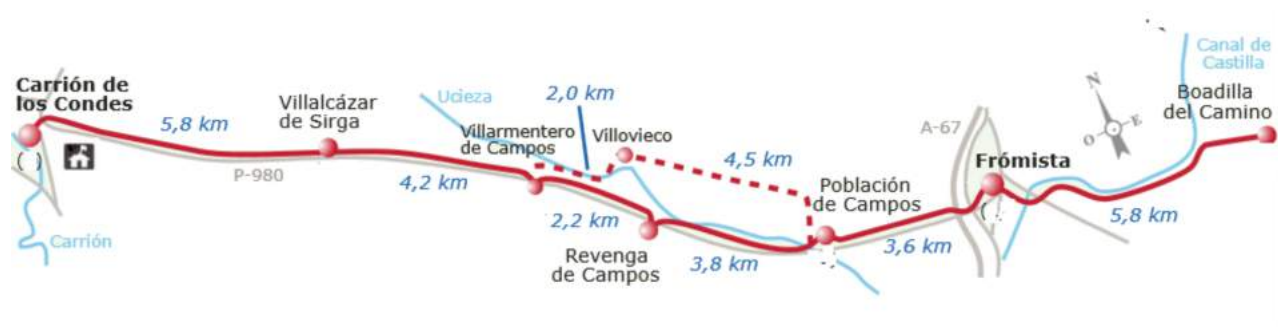 Carrión de
los Condes
5,8 km
Carrión
P-980
Villalcázar
de Sirga
4,2 km
Ucieza
Villarmentero
de Campos
2,0 km
Villovieco
2,2 km
Revenga
de Campos
4,5 km
3,8 km
Población
de Campos
3,6 km
A-67
Frómista
N
O
E
5,8 km
Canal de
Castilla
Boadilla
del Camino